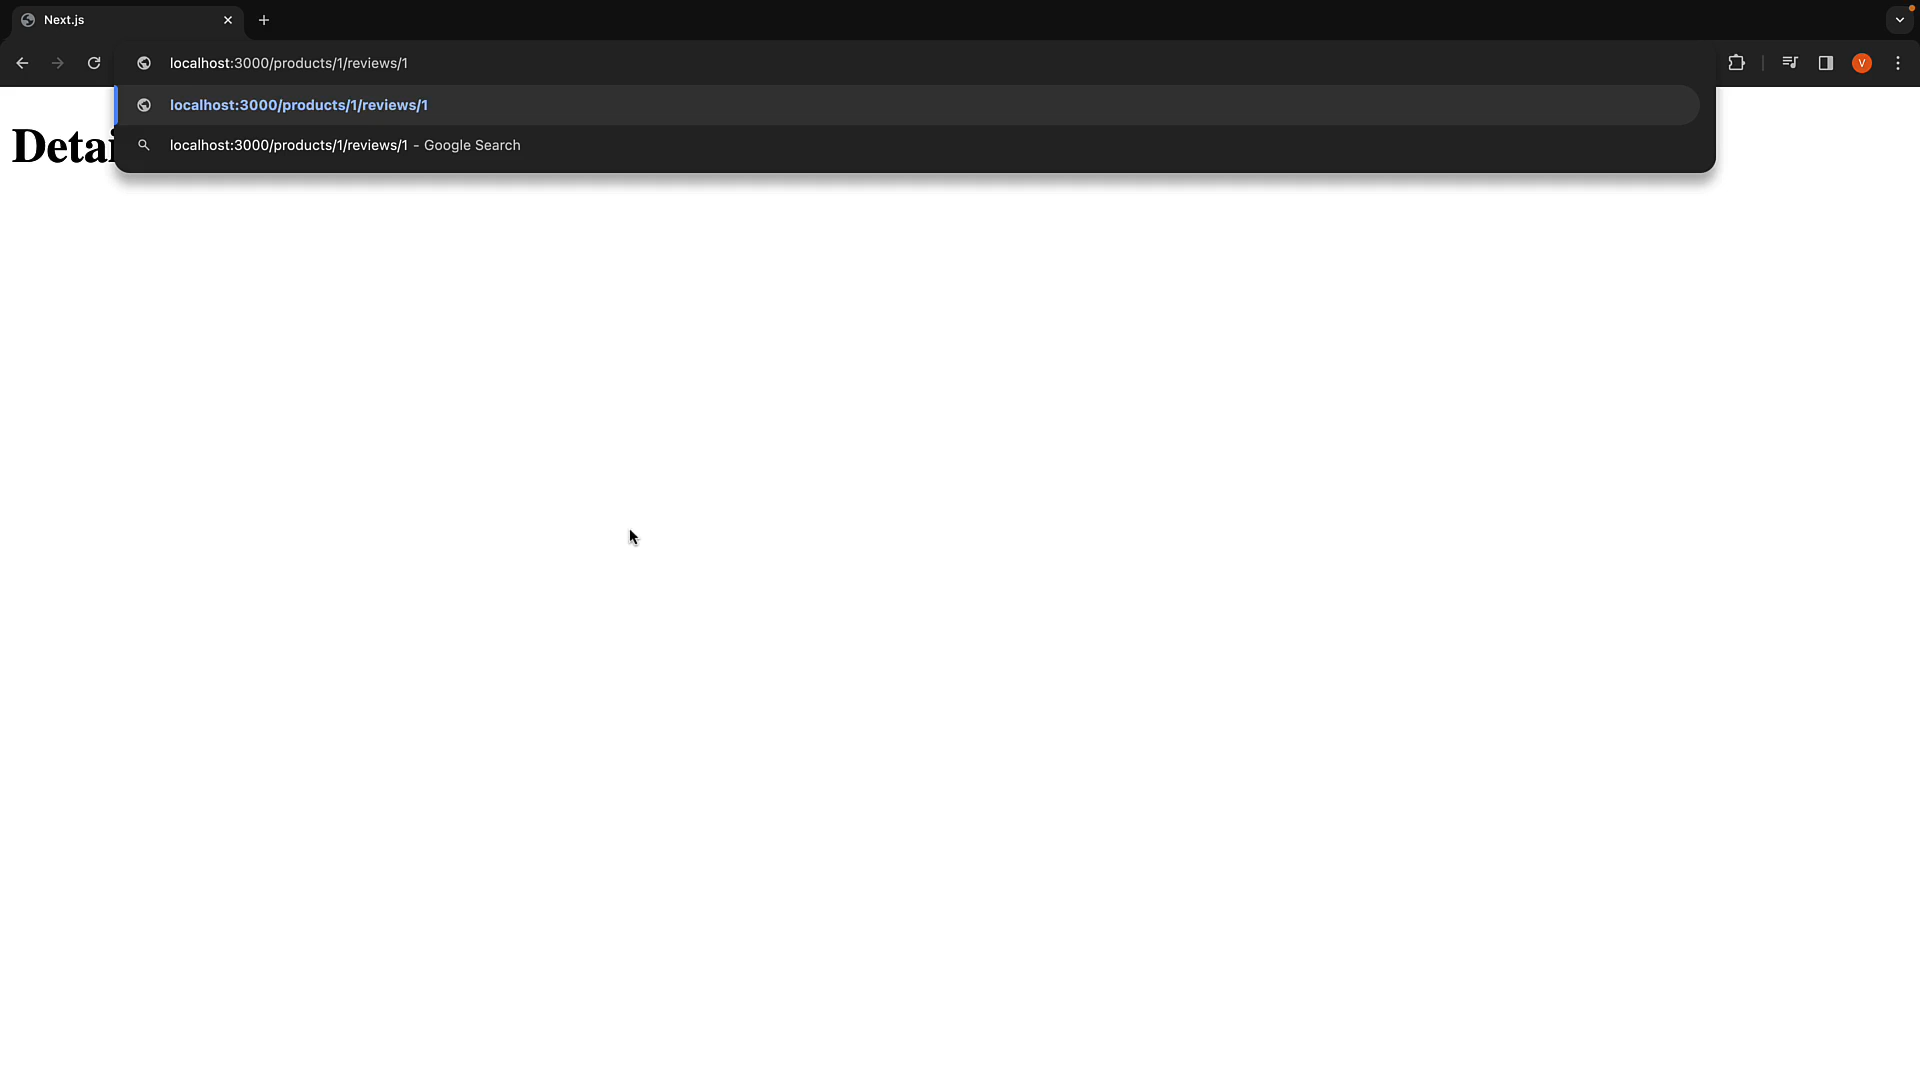 Next.js
localhost:3000/products/1/reviews/1
V
localhost:3000/products/1/reviews/1
localhost:3000/products/1/reviews/1 - Google Search